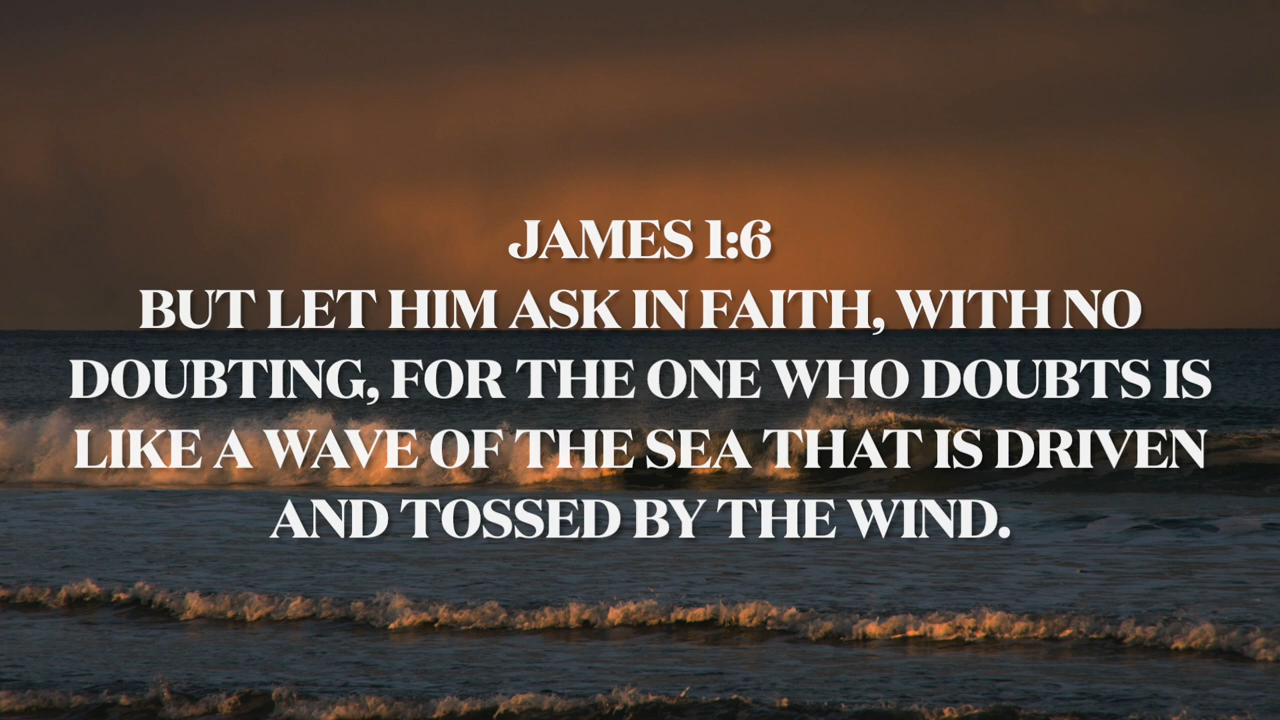 JAMES 1:6
BUT LET HIM ASK IN FAITH, WITH NO
DOUBTING, FOR THE ONE WHO DOUBTS IS
LIKE A WAVE OF THE SEA THAT IS DRIVEN
AND TOSSED BY THE WIND.